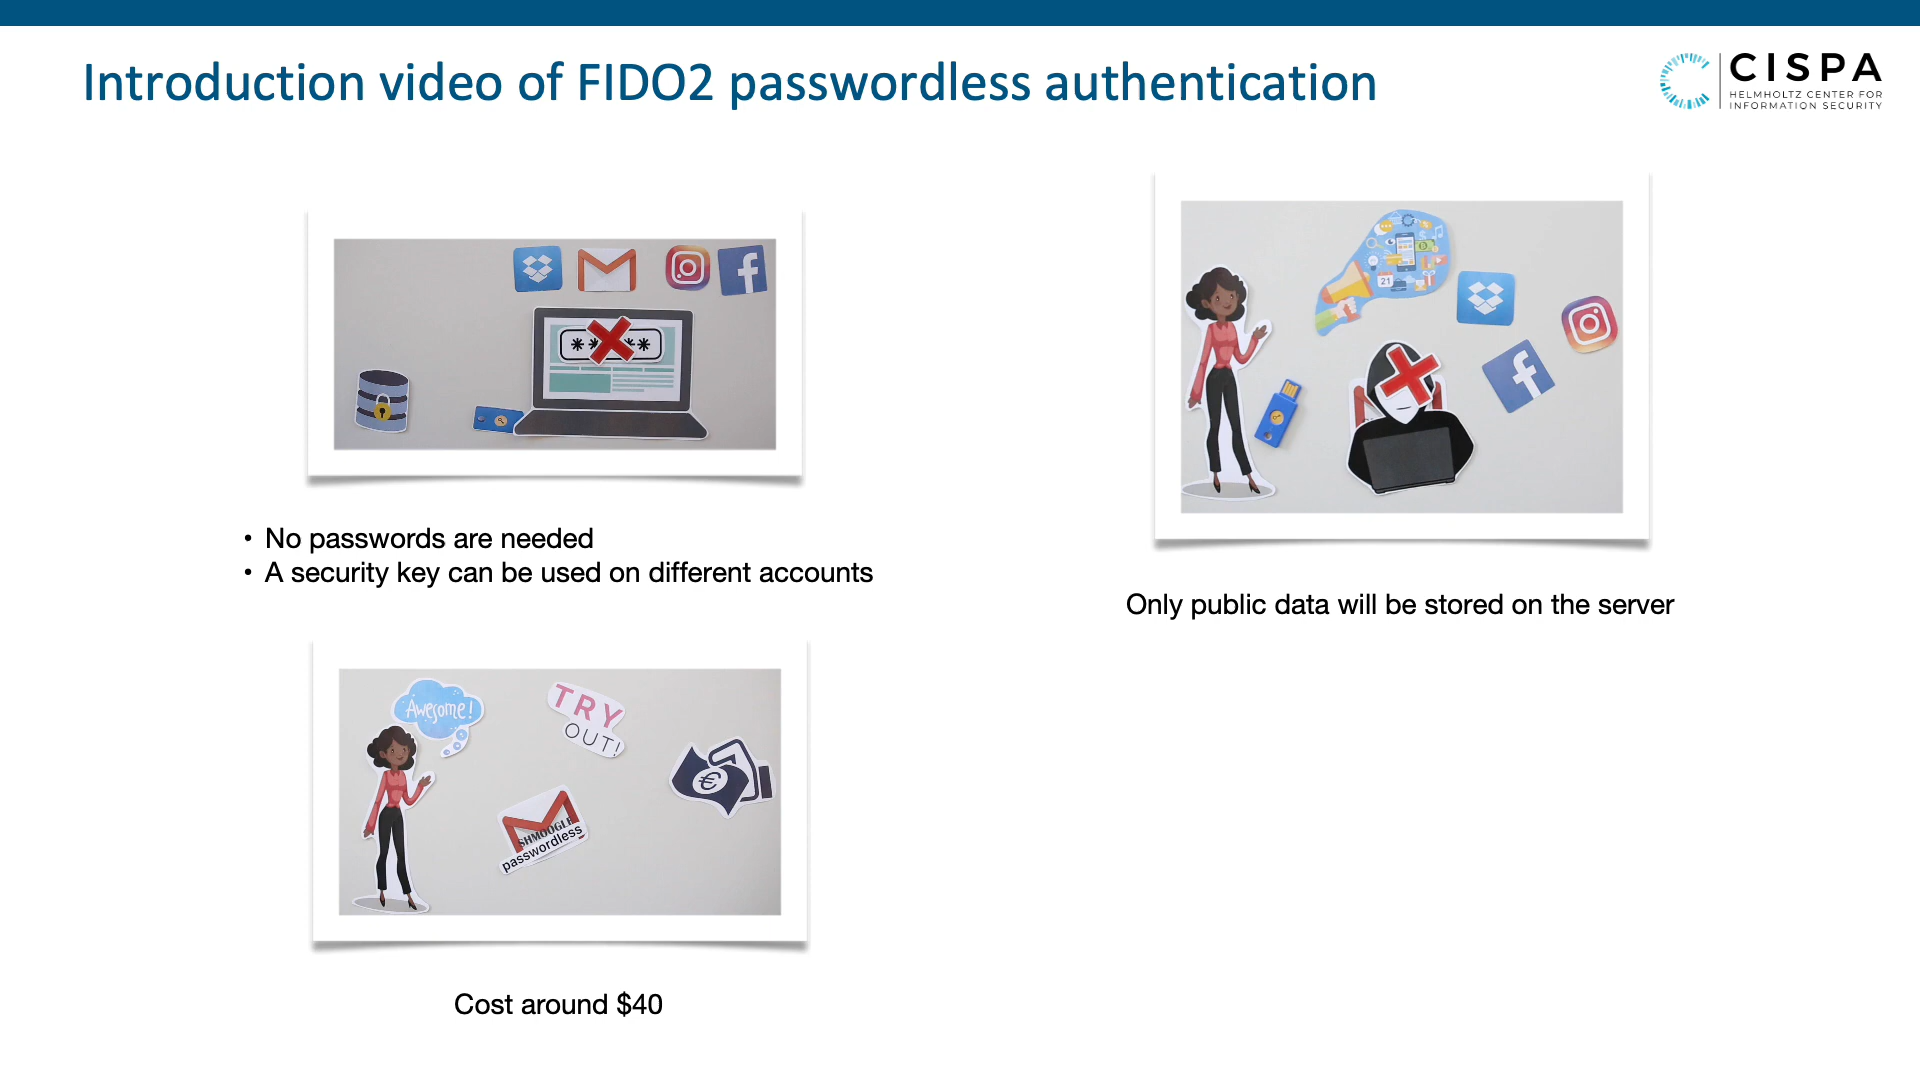 Introduction video of FIDO2 passwordless authentication
CISPA
HELMHOLTZ CENTER FOR
INFORMATION SECURITY
• No passwords are needed
• A security key can be used on different accounts
21
Only public data will be stored on the server
Awesome!
TRY
OUT!
SHMOOGLE
passwordless
€
Cost around $40